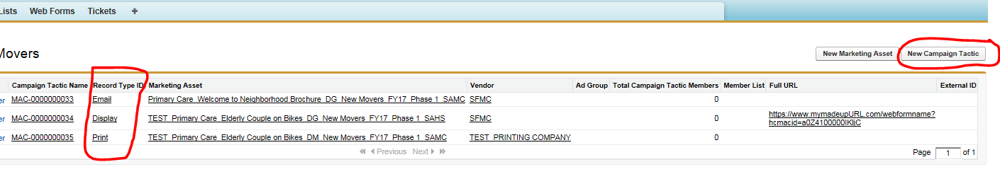 Lists Web Forms Tickets +
Movers
New Marketing Asset New Campaign Tactic
Campaign Tactic Name Record Type ID Marketing Asset Vendor Ad Group Total Campaign Tactic Members Member List Full URL External ID
er MAC-0000000033 Email Primary Care_Welcome to Neighborhood Brochure_DG_New Movers_FY17_Phase 1_SAMC SFMC 0
er MAC-0000000034 Display TEST_Primary Care_Elderly Couple on Bikes_DG_New Movers_FY17_Phase 1_SAHS SFMC 0 https://www.mymadeupURL.com/webformname?
hcmacid=a0Z4100000IKIjC
er MAC-0000000035 Print TEST_Primary Care_Elderly Couple on Bikes_DM_New Movers_FY17_Phase 1_SAMC TEST_PRINTING COMPANY 0
Previous Next
Page 1 of 1